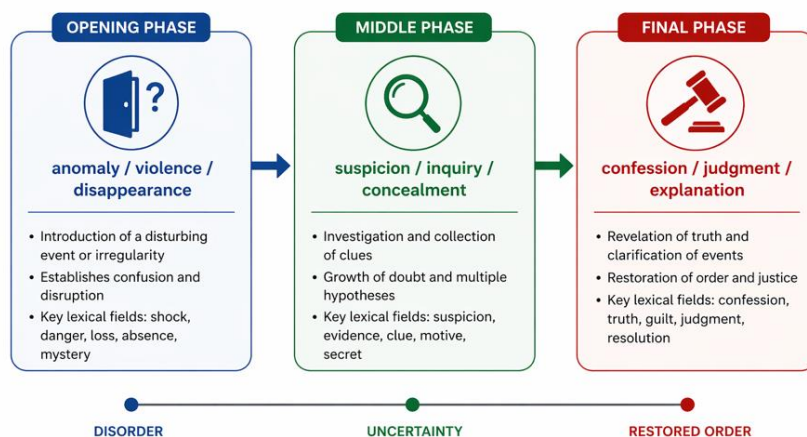 OPENING PHASE
?
anomaly / violence /
disappearance
• Introduction of a disturbing
event or irregularity
• Establishes confusion and
disruption
• Key lexical fields: shock,
danger, loss, absence,
mystery
MIDDLE PHASE
suspicion / inquiry /
concealment
• Investigation and collection
of clues
• Growth of doubt and multiple
hypotheses
• Key lexical fields: suspicion,
evidence, clue, motive,
secret
FINAL PHASE
confession / judgment /
explanation
• Revelation of truth and
clarification of events
• Restoration of order and justice
• Key lexical fields: confession,
truth, guilt, judgment,
resolution
DISORDER
UNCERTAINTY
RESTORED ORDER